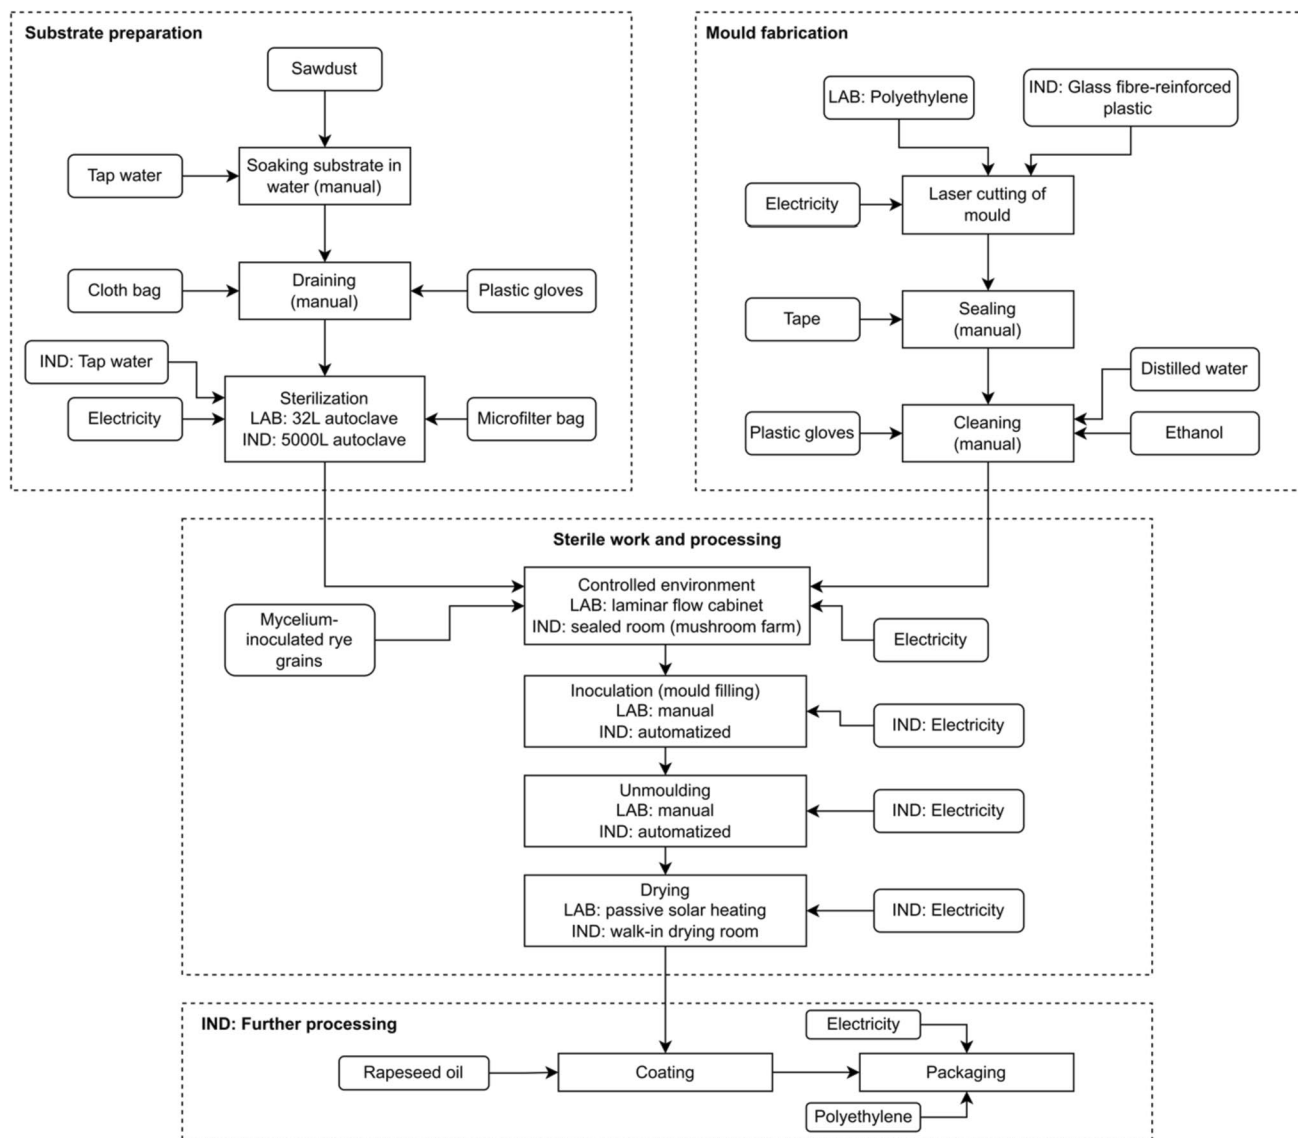 Substrate preparation
Sawdust
Tap water
Soaking substrate in
water (manual)
Cloth bag
Draining
(manual)
Plastic gloves
IND: Tap water
Electricity
Sterilization
LAB: 32L autoclave
IND: 5000L autoclave
Microfilter bag
Mould fabrication
LAB: Polyethylene
IND: Glass fibre-reinforced
plastic
Electricity
Laser cutting of
mould
Tape
Sealing
(manual)
Distilled water
Plastic gloves
Cleaning
(manual)
Ethanol
Sterile work and processing
Controlled environment
LAB: laminar flow cabinet
IND: sealed room (mushroom farm)
Mycelium-
inoculated rye
grains
Electricity
Inoculation (mould filling)
LAB: manual
IND: automatized
IND: Electricity
Unmoulding
LAB: manual
IND: automatized
IND: Electricity
Drying
LAB: passive solar heating
IND: walk-in drying room
IND: Electricity
IND: Further processing
Electricity
Rapeseed oil
Coating
Packaging
Polyethylene